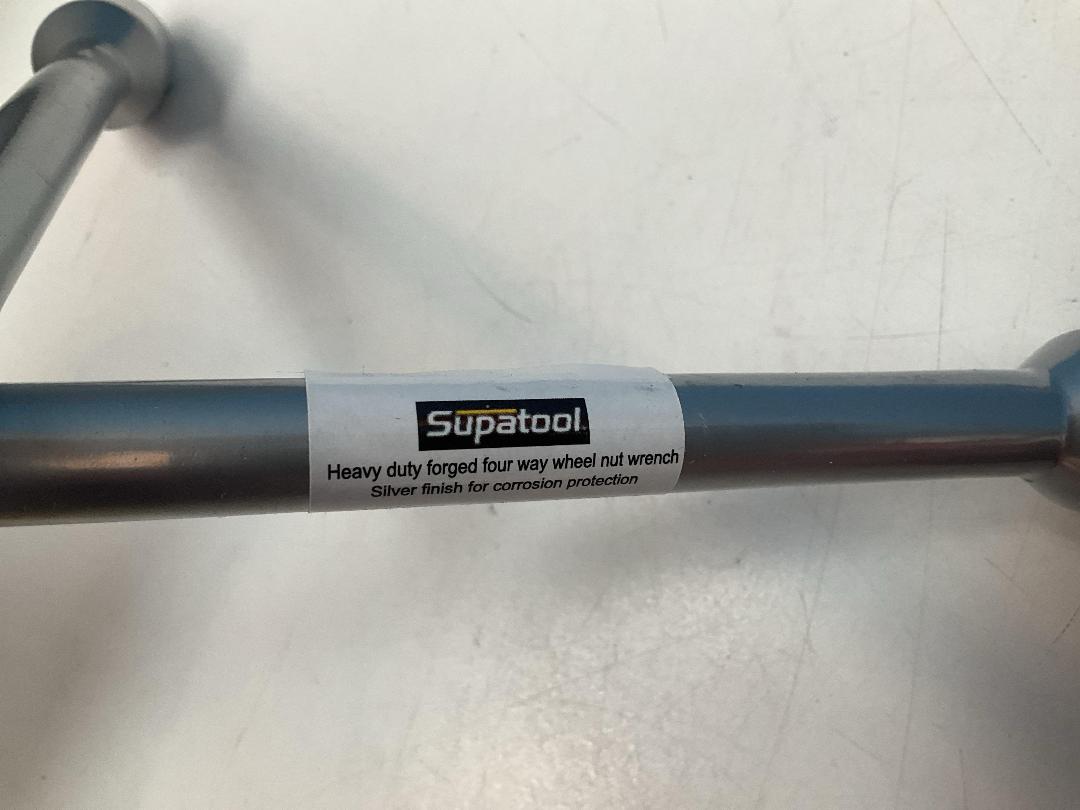 Supatool
Heavy duty forged four way wheel nut wrench
Silver finish for corrosion protection